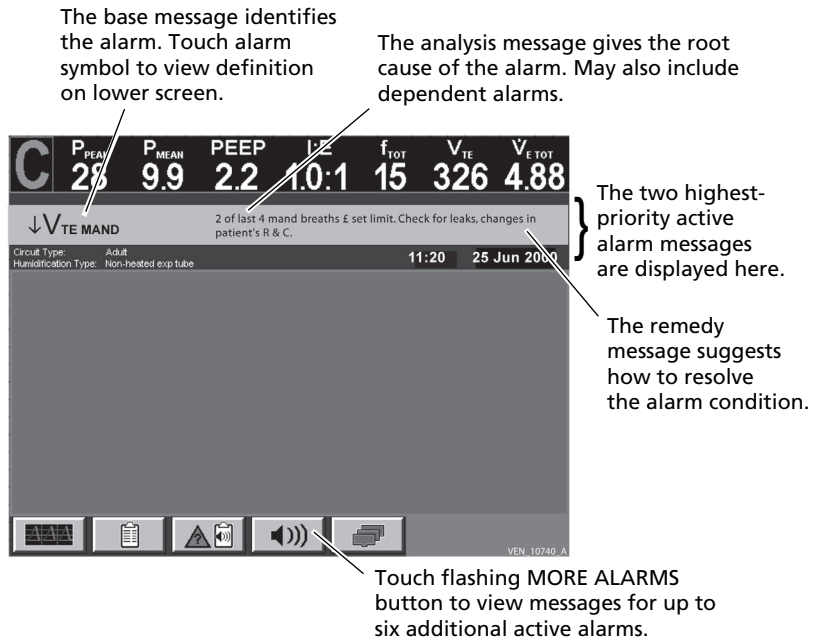 The base message identifies
the alarm. Touch alarm
symbol to view definition
on lower screen.
The analysis message gives the root
cause of the alarm. May also include
dependent alarms.
C PPEAK PMEAN PEEP I:E fTOT VTE V̇E TOT
28 9.9 2.2 1.0:1 15 326 4.88
↓VTE MAND
2 of last 4 mand breaths £ set limit. Check for leaks, changes in
patient's R & C.
Circuit Type: Adult
Humidification Type: Non-heated exp tube
11:20 25 Jun 2000
The two highest-
priority active
alarm messages
are displayed here.
The remedy
message suggests
how to resolve
the alarm condition.
VEN_10740_A
Touch flashing MORE ALARMS
button to view messages for up to
six additional active alarms.